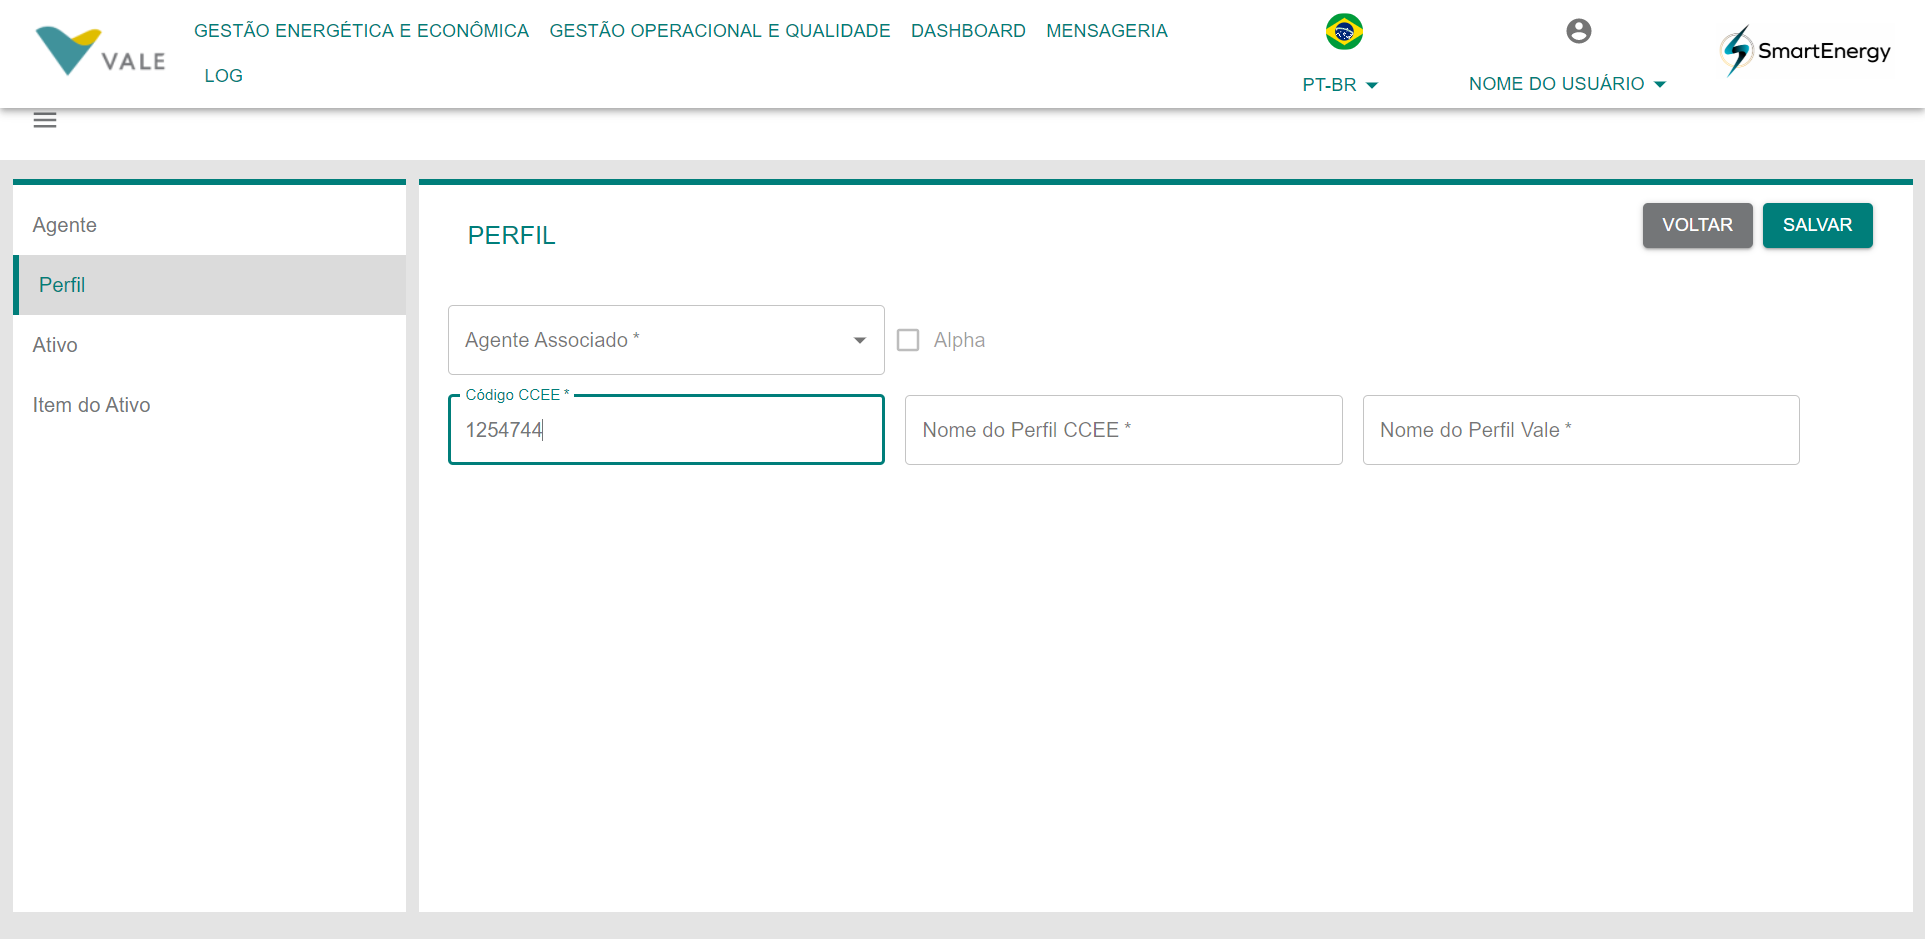 VALE
GESTÃO ENERGÉTICA E ECONÔMICA
GESTÃO OPERACIONAL E QUALIDADE
DASHBOARD
MENSAGERIA
LOG
PT-BR
NOME DO USUÁRIO
SmartEnergy
Agente
Perfil
Ativo
Item do Ativo
PERFIL
VOLTAR
SALVAR
Agente Associado *
Alpha
Código CCEE *
1254744
Nome do Perfil CCEE *
Nome do Perfil Vale *